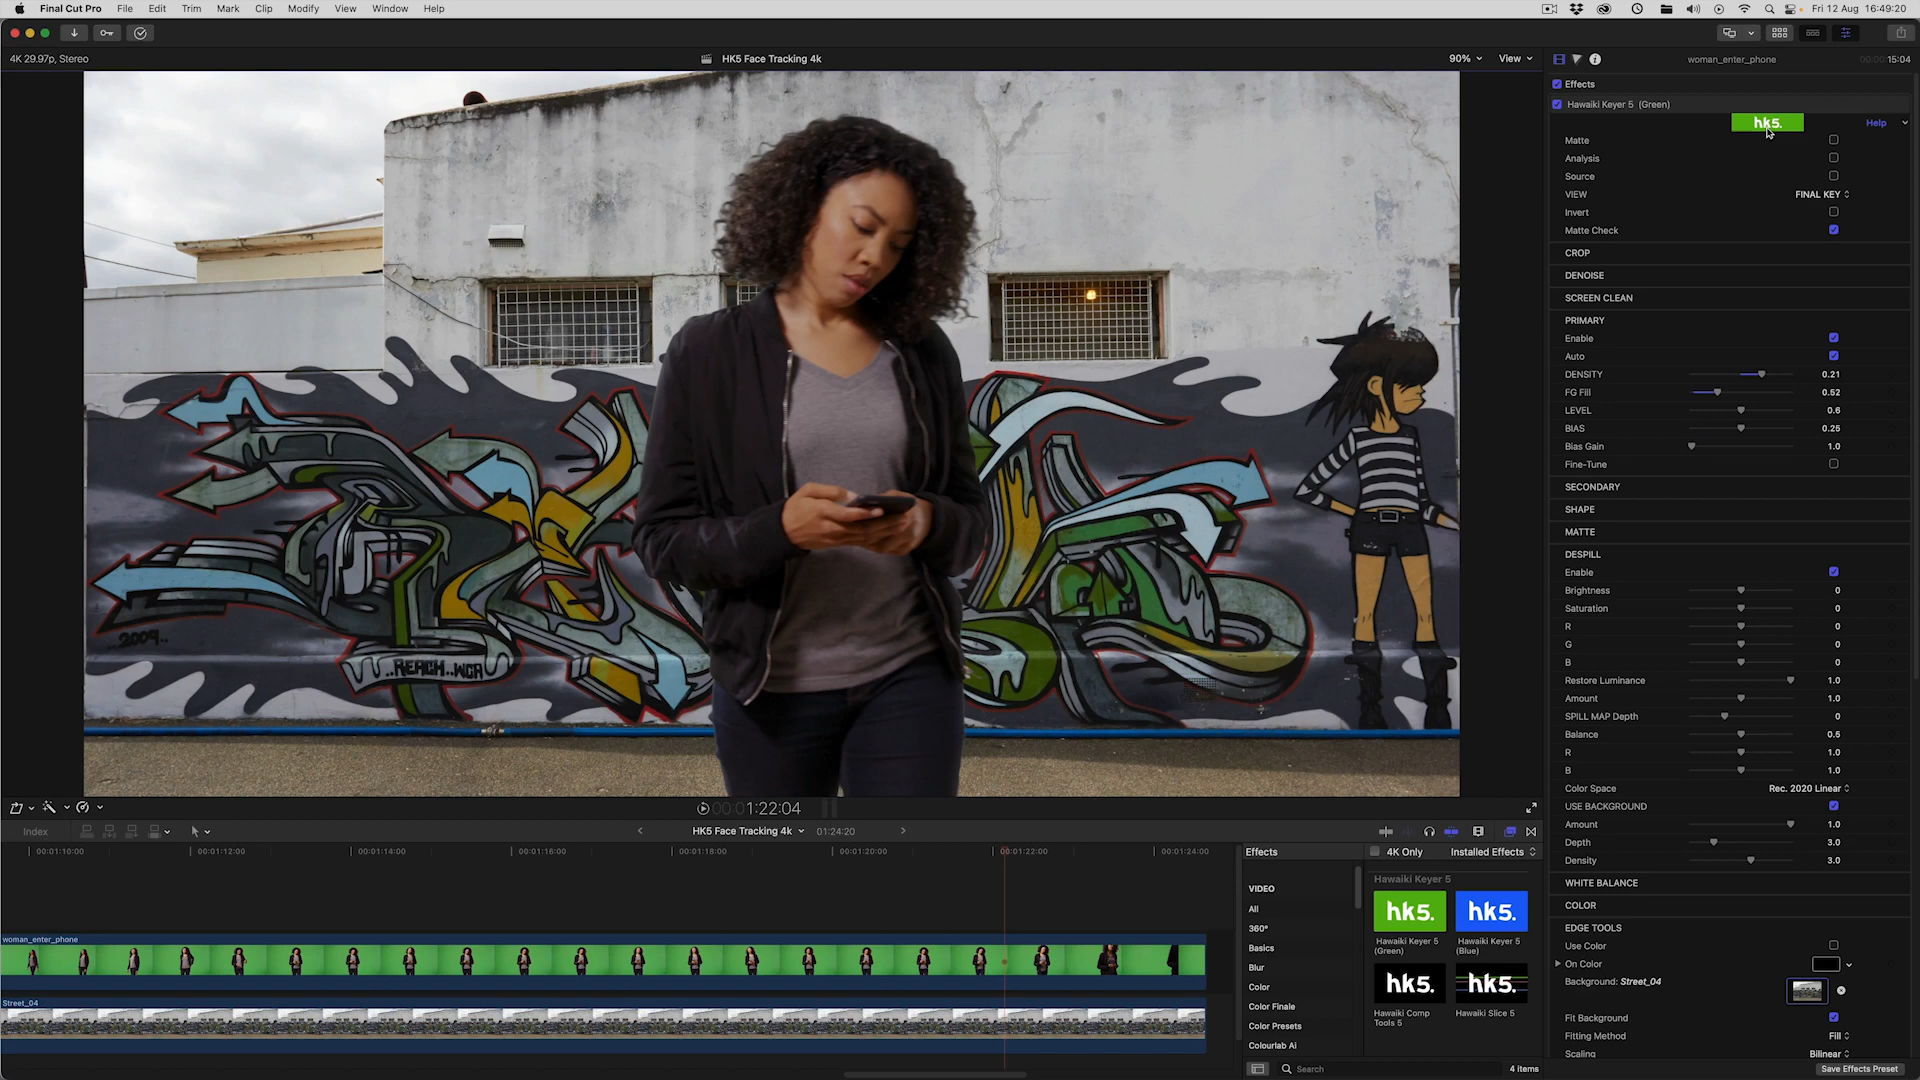 Final Cut Pro File Edit Trim Mark Clip Modify View Window Help
Fri 12 Aug 16:49:20
4K 29.97p, Stereo
HK5 Face Tracking 4k
90% View
woman_enter_phone
15:04
Effects
Hawaiki Keyer 5 (Green)
hk5.
Help
Matte
Analysis
Source
VIEW FINAL KEY
Invert
Matte Check
CROP
DENOISE
SCREEN CLEAN
PRIMARY
Enable
Auto
DENSITY 0.21
FG Fill 0.52
LEVEL 0.6
BIAS 0.25
Bias Gain 1.0
Fine-Tune
SECONDARY
SHAPE
MATTE
DESPILL
Enable
Brightness 0
Saturation 0
R 0
G 0
B 0
Restore Luminance 1.0
Amount 1.0
SPILL MAP Depth 0
Balance 0.5
R 1.0
B 1.0
Color Space Rec. 2020 Linear
USE BACKGROUND
Amount 1.0
Depth 3.0
Density 3.0
WHITE BALANCE
COLOR
EDGE TOOLS
Use Color
On Color
Background: Street_04
Fit Background
Fitting Method Fill
Scaling Bilinear
Save Effects Preset
2009..
..REACH..WCA
00:00:1:22:04
Index
HK5 Face Tracking 4k
01:24:20
00:01:10:00 00:01:12:00 00:01:14:00 00:01:16:00 00:01:18:00 00:01:20:00 00:01:22:00 00:01:24:00
woman_enter_phone
Street_04
Effects
4K Only
Installed Effects
VIDEO
All
360°
Basics
Blur
Color
Color Finale
Color Presets
Colourlab Ai
Hawaiki Keyer 5
hk5.
Hawaiki Keyer 5
(Green)
hk5.
Hawaiki Keyer 5
(Blue)
hk5.
Hawaiki Comp
Tools 5
hk5.
Hawaiki Slice 5
Search
4 items